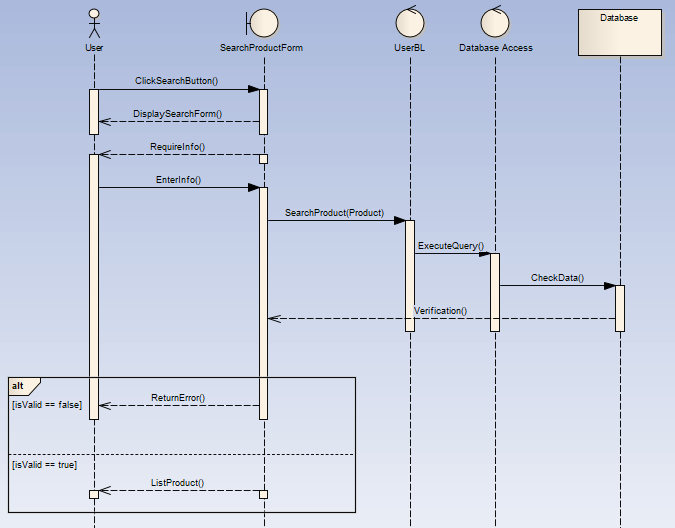 User
SearchProductForm
UserBL
Database Access
Database
ClickSearchButton()
DisplaySearchForm()
RequireInfo()
EnterInfo()
SearchProduct(Product)
ExecuteQuery()
CheckData()
Verification()
alt
[isValid == false]
ReturnError()
[isValid == true]
ListProduct()